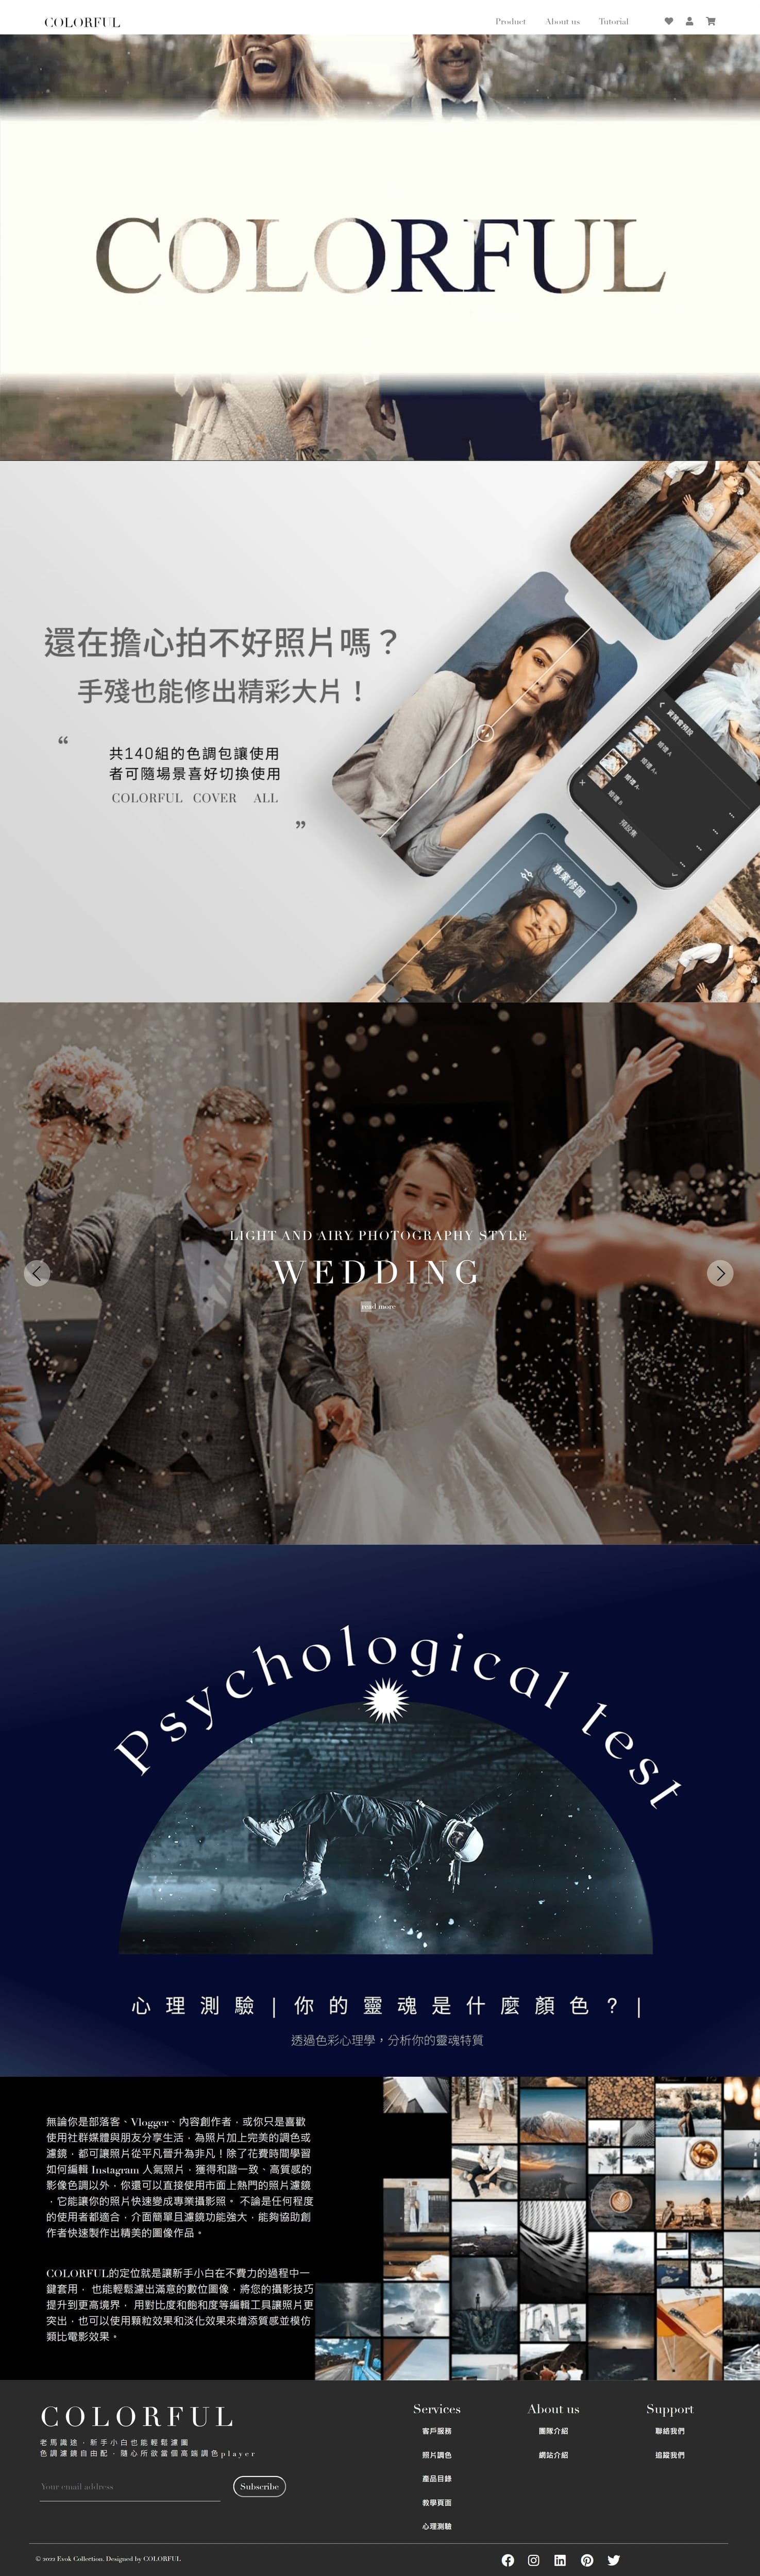 COLORFUL
Product About us Tutorial
COLORFUL
還在擔心拍不好照片嗎？
手殘也能修出精彩大片！
“
共140組的色調包讓使用
者可隨場景喜好切換使用
COLORFUL COVER ALL
”
專業修圖
LIGHT AND AIRY PHOTOGRAPHY STYLE
WEDDING
read more
Psychological test
心理測驗|你的靈魂是什麼顏色?|
透過色彩心理學，分析你的靈魂特質
無論你是部落客、Vlogger、內容創作者，或你只是喜歡
使用社群媒體與朋友分享生活，為照片加上完美的調色或
濾鏡，都可讓照片從平凡晉升為非凡！除了花費時間學習
如何編輯 Instagram 人氣照片，獲得和諧一致、高質感的
影像色調以外，你還可以直接使用市面上熱門的照片濾鏡
，它能讓你的照片快速變成專業攝影照。 不論是任何程度
的使用者都適合，介面簡單且濾鏡功能強大，能夠協助創
作者快速製作出精美的圖像作品。
COLORFUL的定位就是讓新手小白在不費力的過程中一
鍵套用， 也能輕鬆濾出滿意的數位圖像，將您的攝影技巧
提升到更高境界， 用對比度和飽和度等編輯工具讓照片更
突出，也可以使用顆粒效果和淡化效果來增添質感並模仿
類比電影效果。
COLORFUL
老馬識途，新手小白也能輕鬆濾圖
色調濾鏡自由配，隨心所欲當個高端調色player
Your email address
Subscribe
Services
客戶服務
照片調色
產品目錄
教學頁面
心理測驗
About us
團隊介紹
網站介紹
Support
聯絡我們
追蹤我們
© 2022 Evok Collection. Designed by COLORFUL